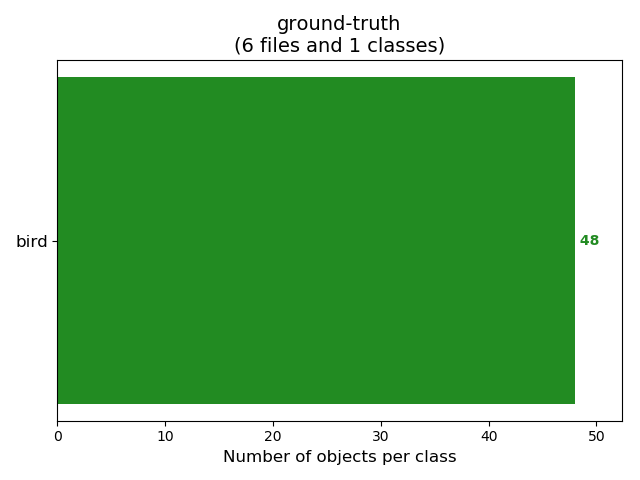 ground-truth
(6 files and 1 classes)
bird
48
0 10 20 30 40 50
Number of objects per class